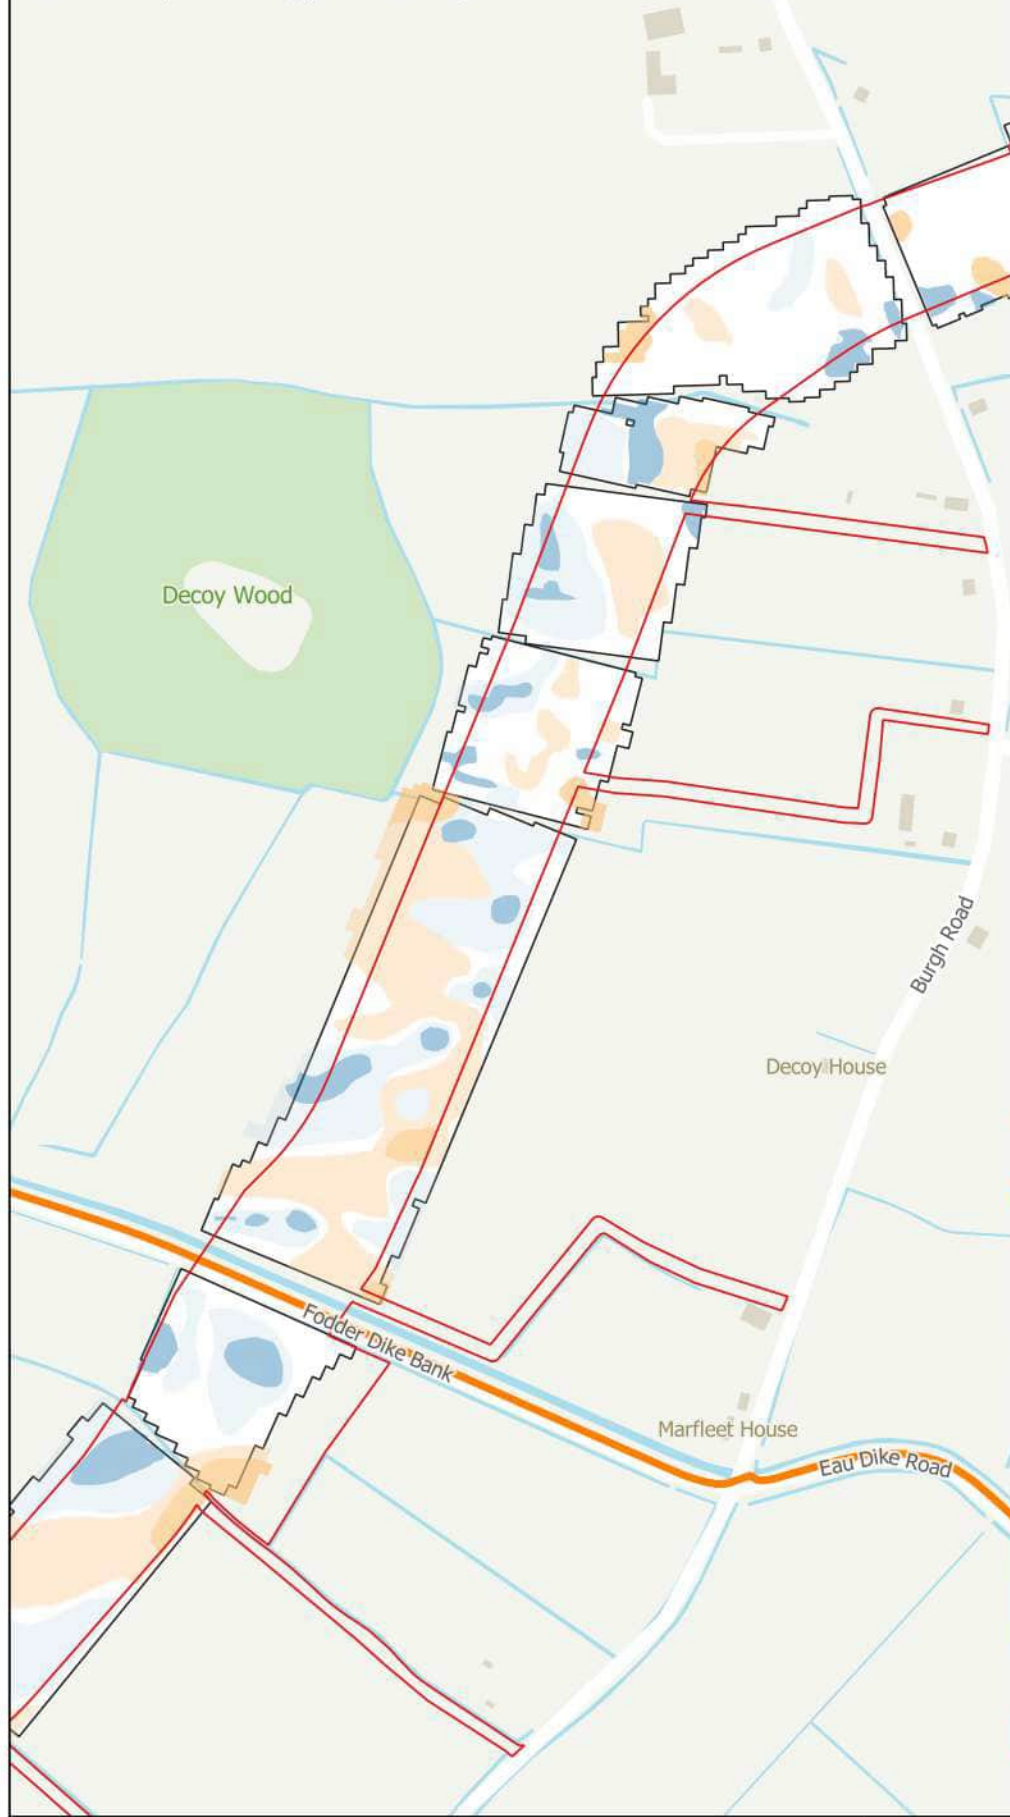 Decoy Wood
Burgh Road
Decoy House
Fodder Dike Bank
Marfleet House
Eau Dike Road